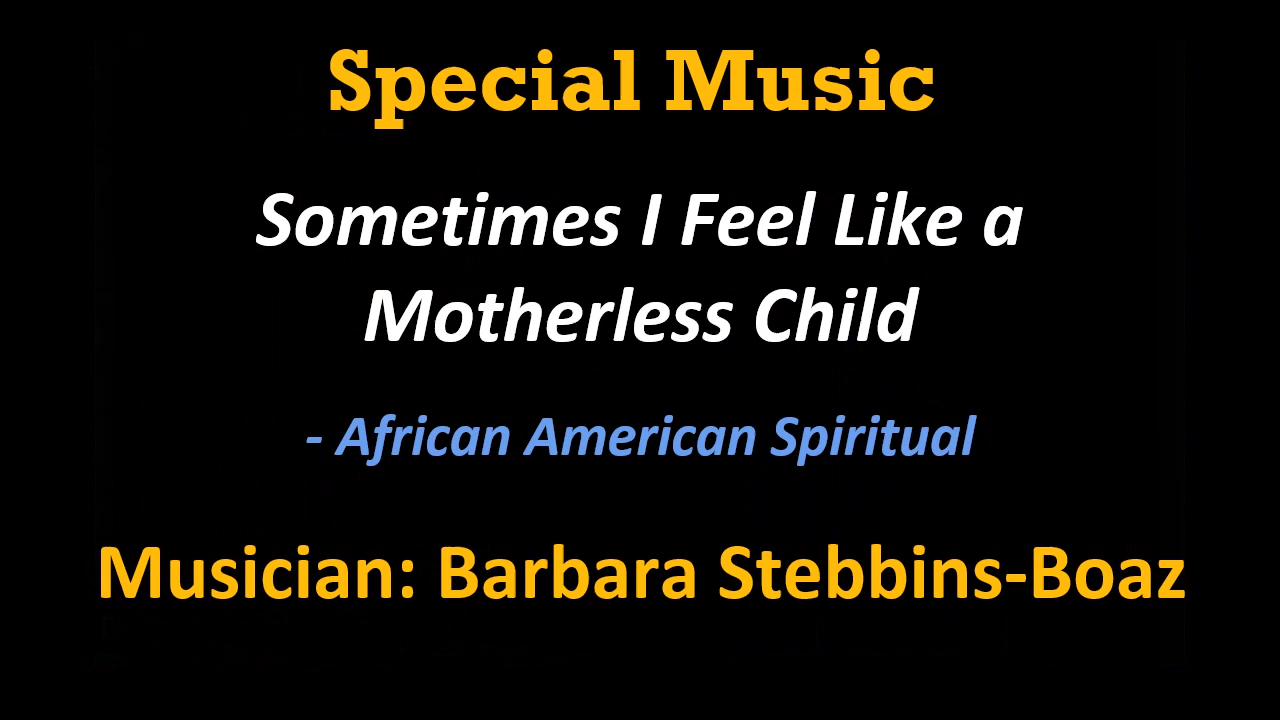 Special Music
Sometimes I Feel Like a
Motherless Child
- African American Spiritual
Musician: Barbara Stebbins-Boaz